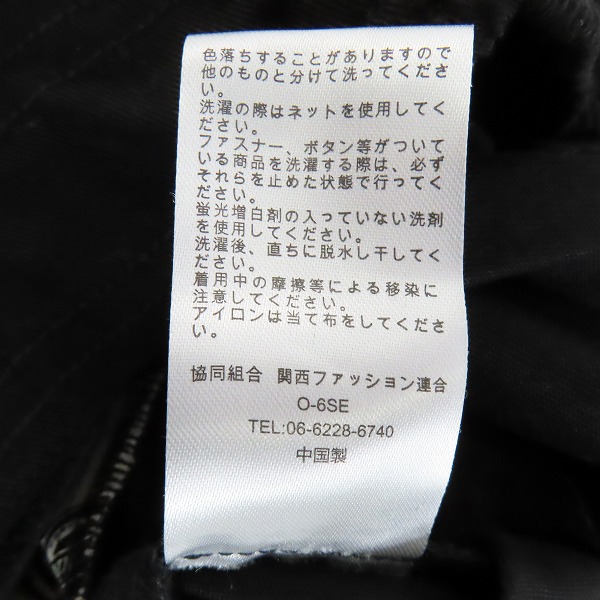 色落ちすることがありますので
他のものと分けて洗ってくださ
い。
洗濯の際はネットを使用してく
ださい。
ファスナー、ボタン等がついて
いる商品を洗濯する際は、必ず
それらを止めた状態で行ってく
ださい。
蛍光増白剤の入っていない洗剤
を使用してください。
洗濯後、直ちに脱水し干してく
ださい。
着用中の摩擦等による移染に
注意してください。
アイロンは当て布をしてくださ
い。
協同組合 関西ファッション連合
O-6SE
TEL:06-6228-6740
中国製